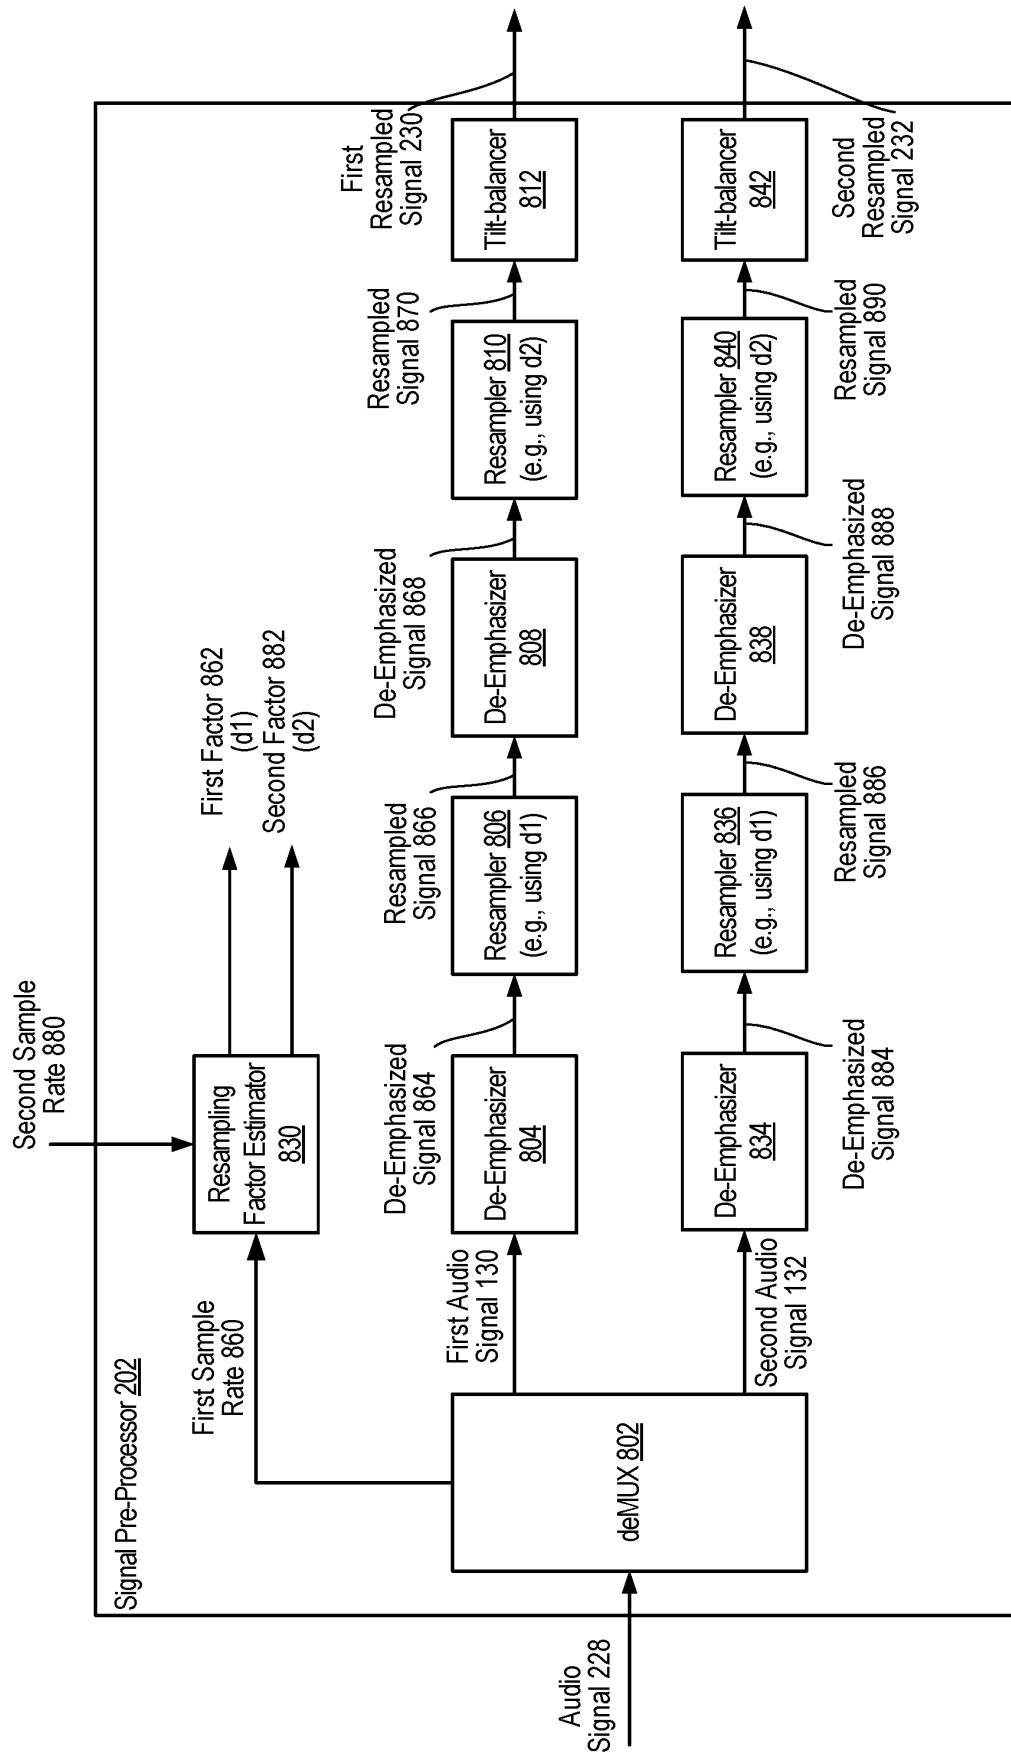 Signal Pre-Processor 202
Second Sample
Rate 880
First Sample
Rate 860
Resampling
Factor Estimator
830
First Factor 862
(d1)
Second Factor 882
(d2)
Audio
Signal 228
deMUX 802
First Audio
Signal 130
De-Emphasizer
804
De-Emphasized
Signal 864
Resampler 806
(e.g., using d1)
Resampled
Signal 866
De-Emphasizer
808
De-Emphasized
Signal 868
Resampler 810
(e.g., using d2)
Resampled
Signal 870
Tilt-balancer
812
First
Resampled
Signal 230
Second Audio
Signal 132
De-Emphasizer
834
De-Emphasized
Signal 884
Resampler 836
(e.g., using d1)
Resampled
Signal 886
De-Emphasizer
838
De-Emphasized
Signal 888
Resampler 840
(e.g., using d2)
Resampled
Signal 890
Tilt-balancer
842
Second
Resampled
Signal 232